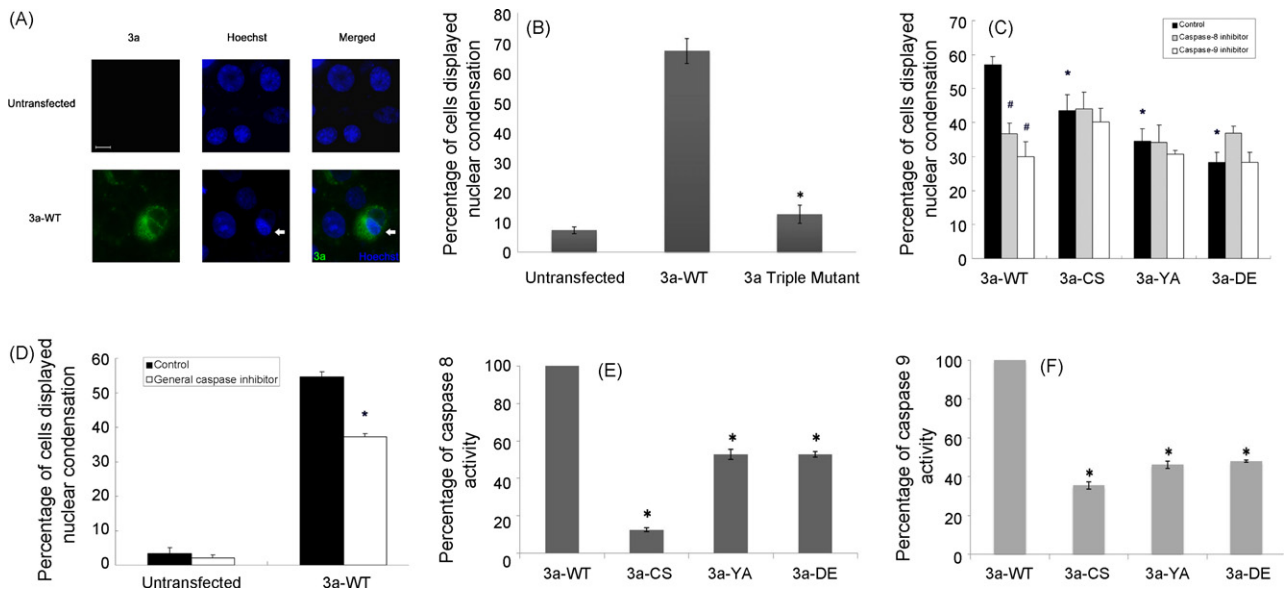 (A)
3a Hoechst Merged
Untransfected
3a-WT
3a Hoechst
(B)
Percentage of cells displayed
nuclear condensation
80
70
60
50
40
30
20
10
0
*
Untransfected 3a-WT 3a Triple Mutant
(C)
Control
Caspase-8 inhibitor
Caspase-9 inhibitor
Percentage of cells displayed
nuclear condensation
70
60
50
40
30
20
10
0
# # * * *
3a-WT 3a-CS 3a-YA 3a-DE
(D)
Control
General caspase inhibitor
Percentage of cells displayed
nuclear condensation
60
50
40
30
20
10
0
*
Untransfected 3a-WT
(E)
Percentage of caspase 8
activity
100
80
60
40
20
0
* * *
3a-WT 3a-CS 3a-YA 3a-DE
(F)
Percentage of caspase 9
activity
100
80
60
40
20
0
* * *
3a-WT 3a-CS 3a-YA 3a-DE